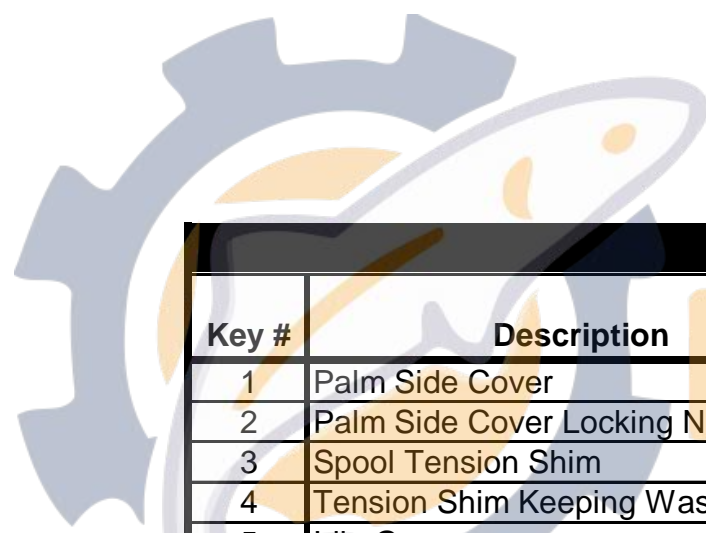 Key # Description
1 Palm Side Cover
2 Palm Side Cover Locking N
3 Spool Tension Shim
4 Tension Shim Keeping Was